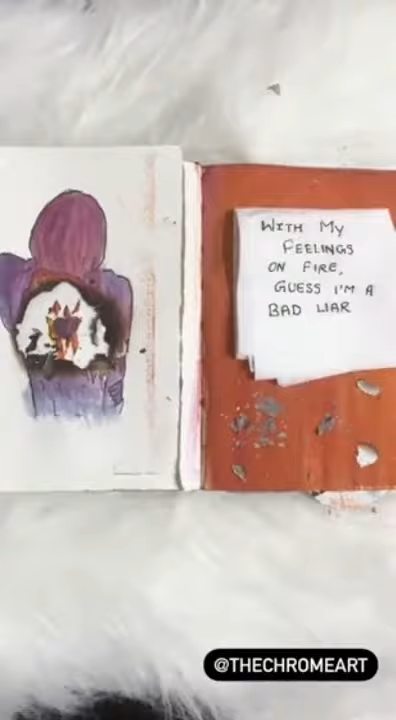 WITH MY
FEELINGS
ON FIRE,
GUESS I'M A
BAD LIAR
@THECHROMEART